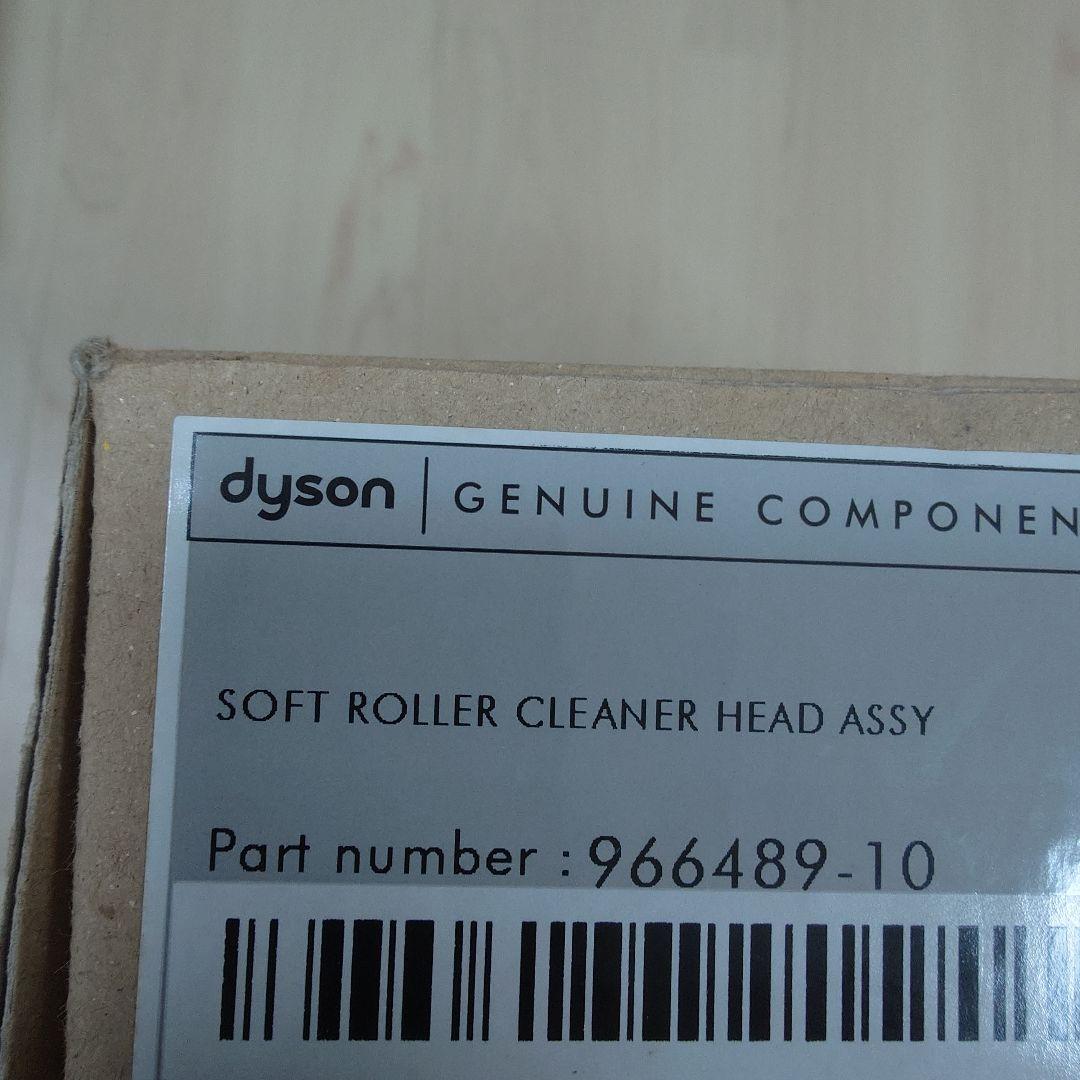 dyson | GENUINE COMPONEN
SOFT ROLLER CLEANER HEAD ASSY
Part number : 966489-10